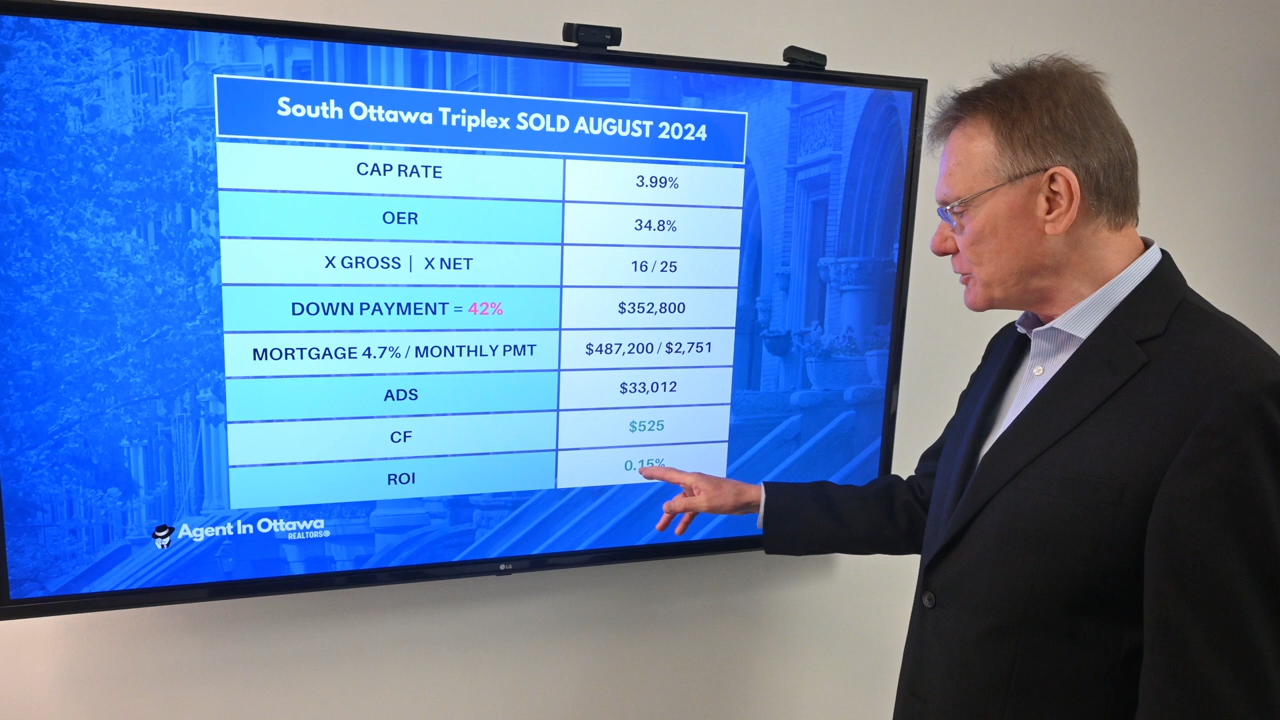 South Ottawa Triplex SOLD AUGUST 2024
CAP RATE 3.99%
OER 34.8%
X GROSS | X NET 16 / 25
DOWN PAYMENT = 42% $352,800
MORTGAGE 4.7% / MONTHLY PMT $487,200 / $2,751
ADS $33,012
CF $525
ROI 0.15%
Agent In Ottawa
REALTORS®
LG